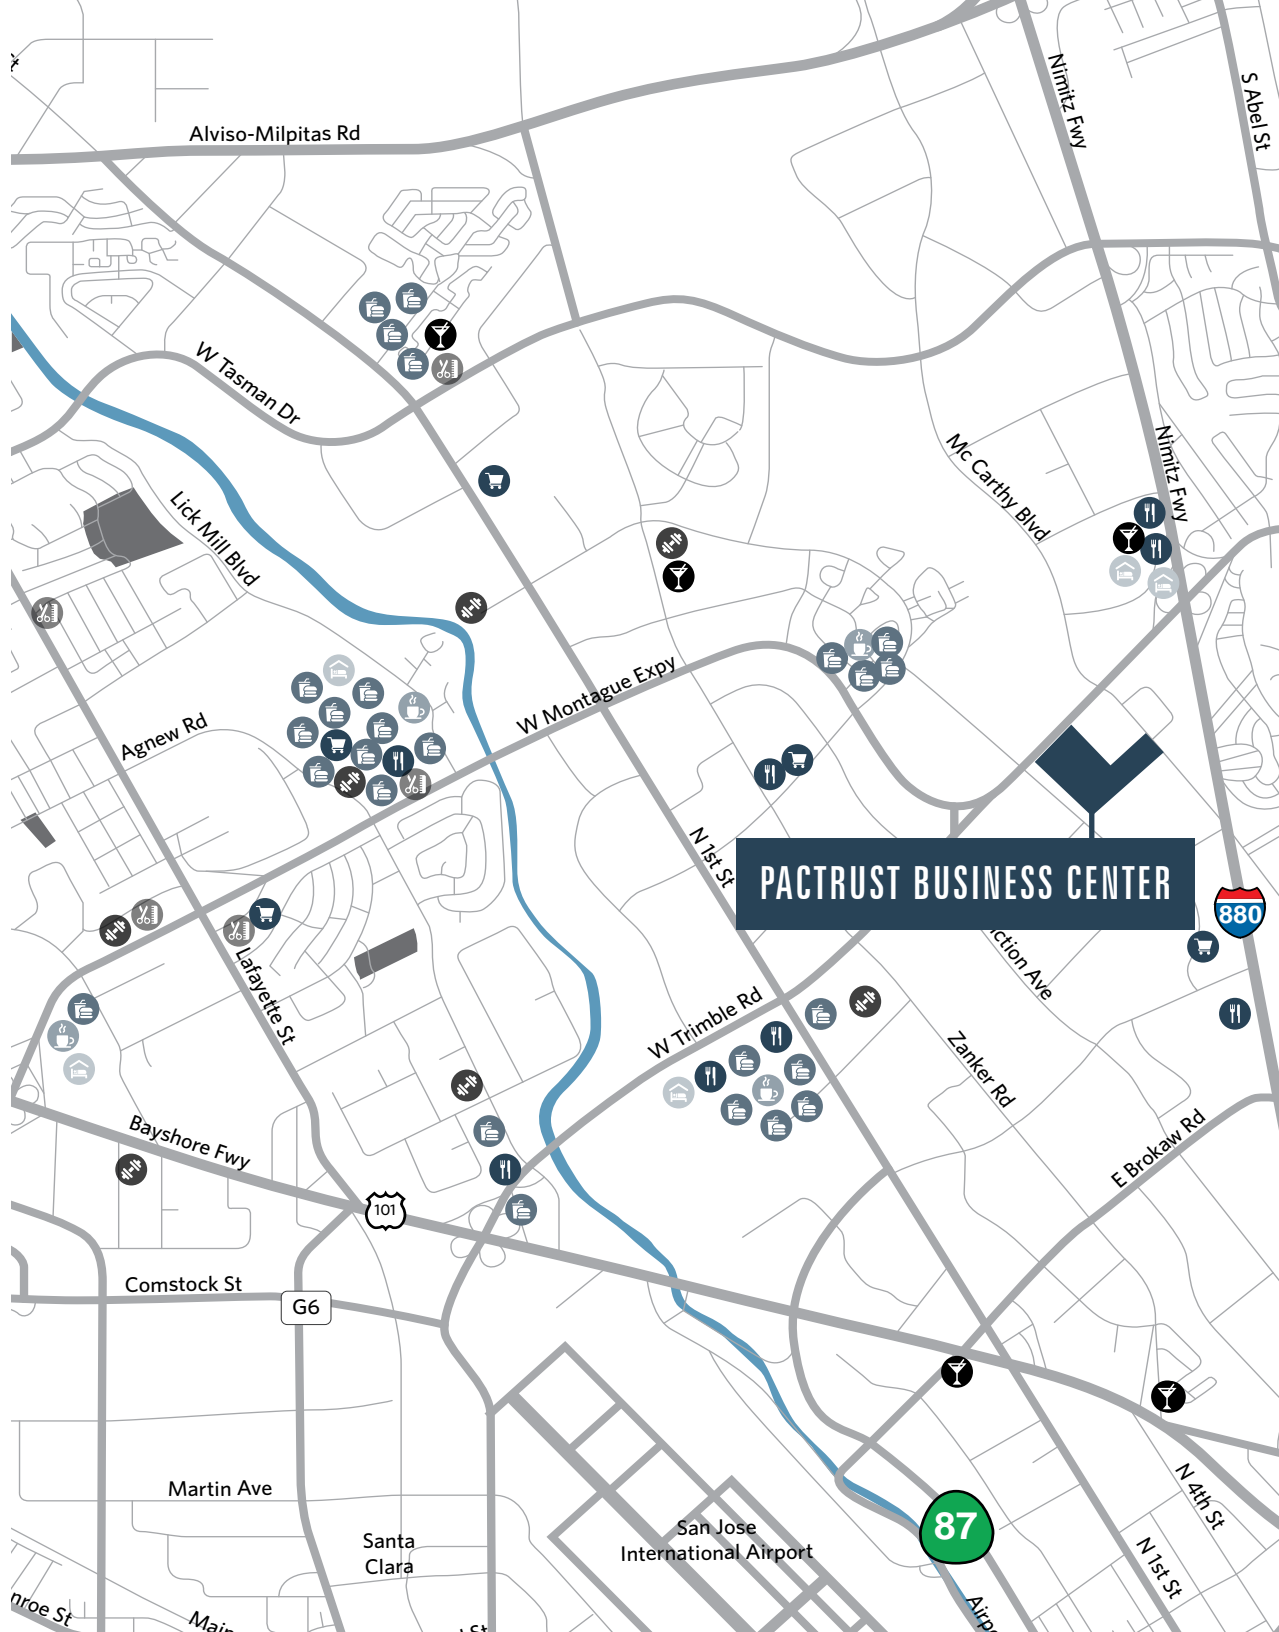 Alviso-Milpitas Rd
Nimitz Fwy
S Abel St
W Tasman Dr
Mc Carthy Blvd
Nimitz Fwy
Lick Mill Blvd
W Montague Expy
Agnew Rd
N 1st St
PACTRUST BUSINESS CENTER
880
Lafayette St
W Trimble Rd
Zanker Rd
Bayshore Fwy
E Brokaw Rd
101
Comstock St
G6
Martin Ave
Santa
Clara
San Jose
International Airport
87
N 4th St
N 1st St